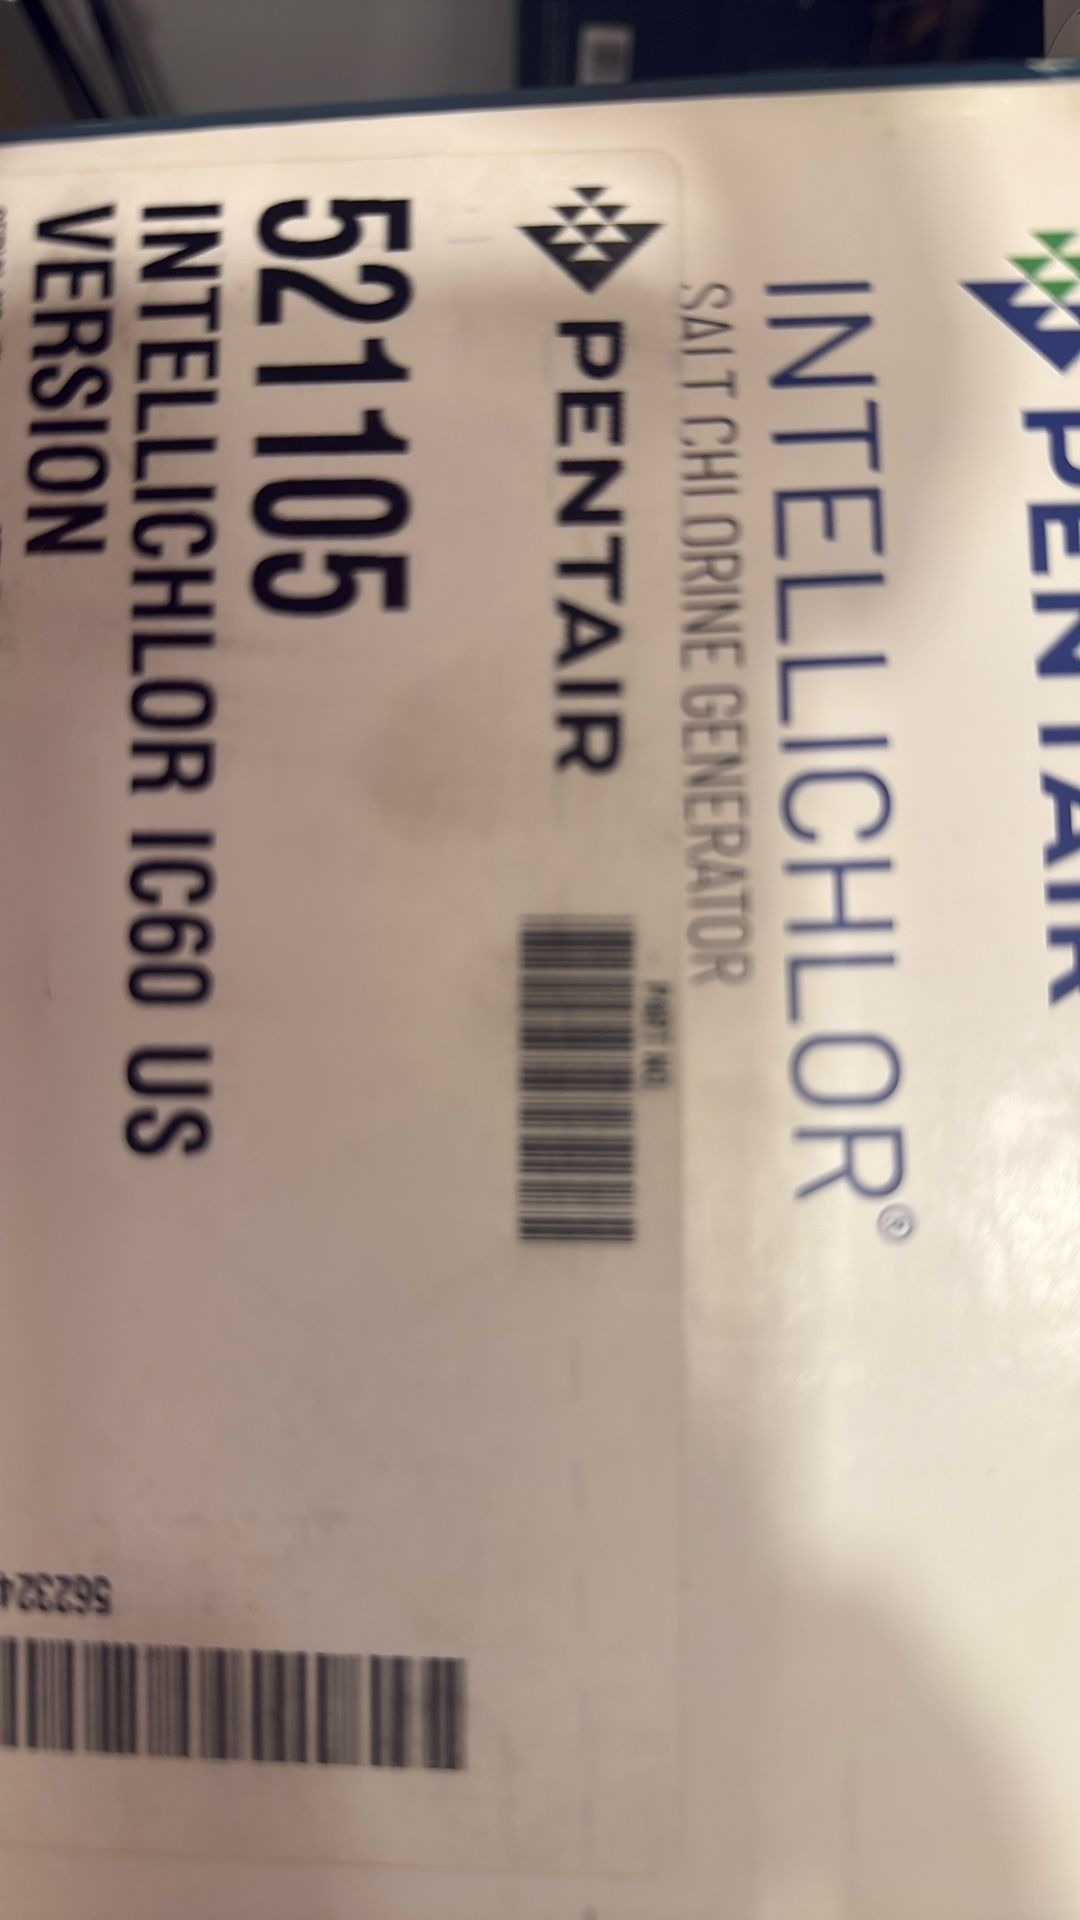 PENTAIR
INTELLICHLOR®
SALT CHLORINE GENERATOR
PART NO.
PENTAIR
521105
INTELLICHLOR IC60 US
VERSION